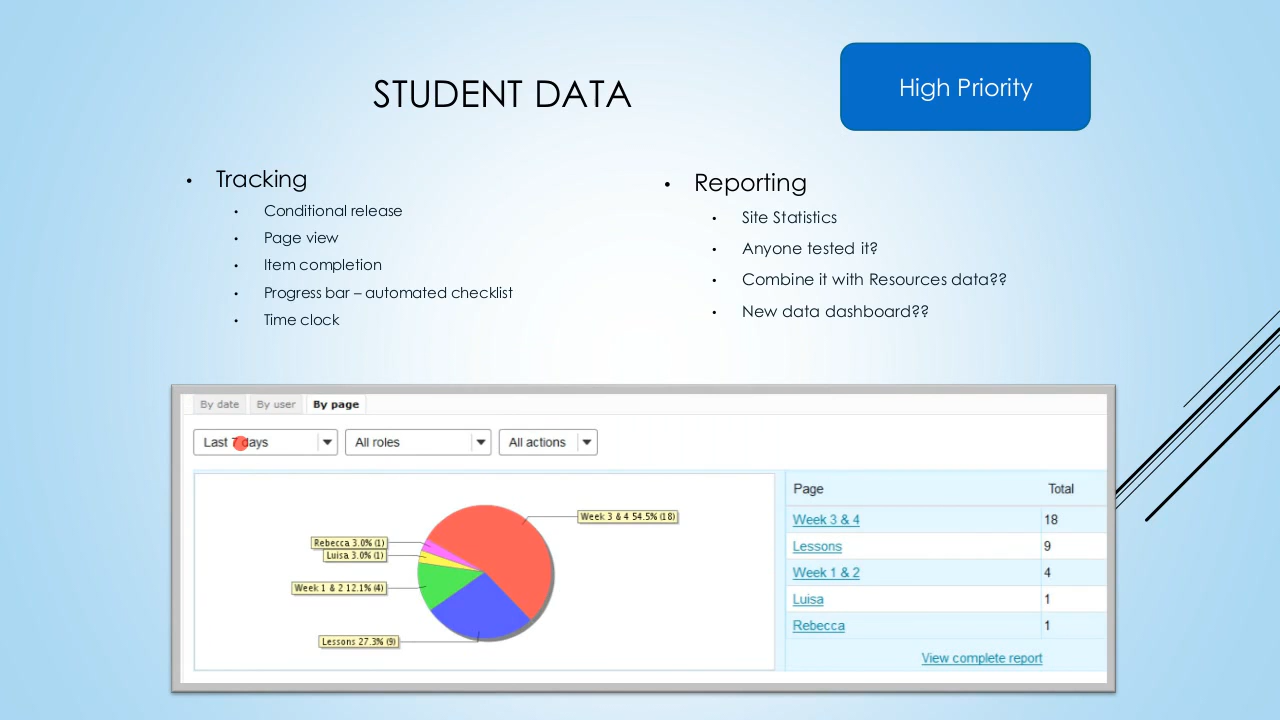 STUDENT DATA
High Priority
• Tracking
• Conditional release
• Page view
• Item completion
• Progress bar – automated checklist
• Time clock
• Reporting
• Site Statistics
• Anyone tested it?
• Combine it with Resources data??
• New data dashboard??
By date By user By page
Last 7 days All roles All actions
Week 3 & 4 54.5% (18)
Rebecca 3.0% (1)
Luisa 3.0% (1)
Week 1 & 2 12.1% (4)
Lessons 27.3% (9)
Page Total
Week 3 & 4 18
Lessons 9
Week 1 & 2 4
Luisa 1
Rebecca 1
View complete report